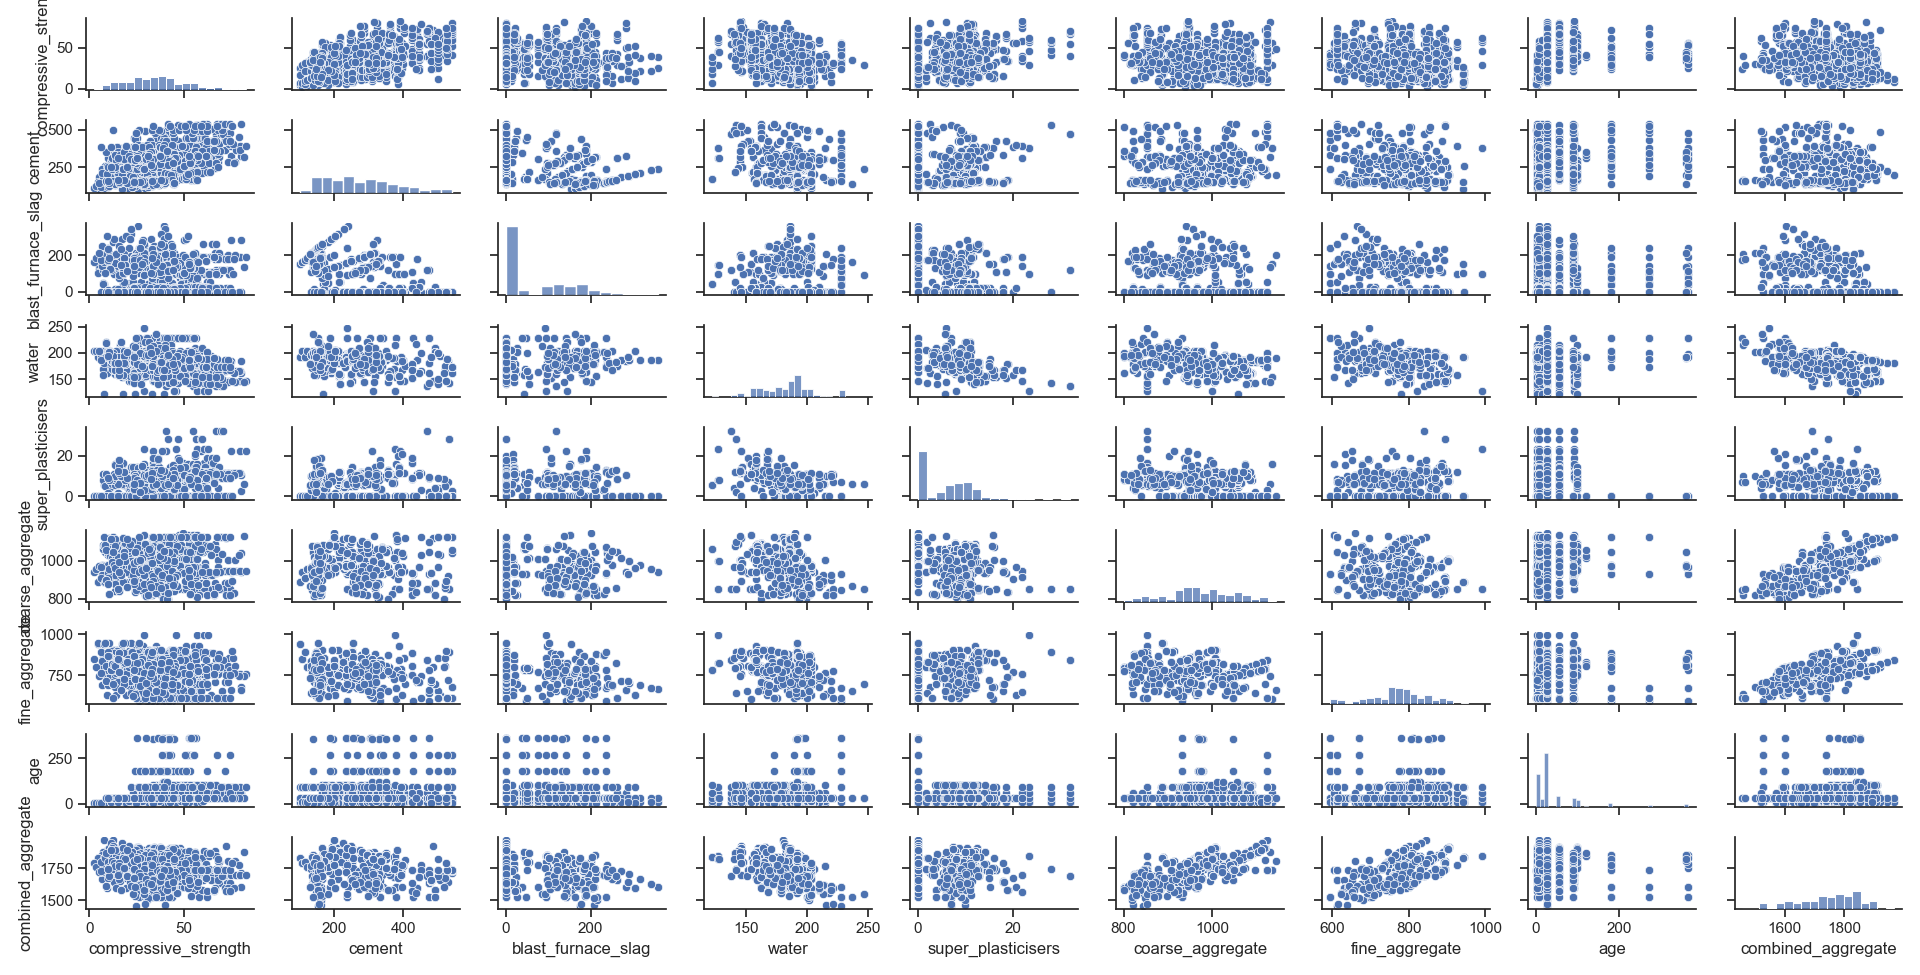 compressive_strength
50
0
cement
500
250
blast_furnace_slag
200
0
water
250
200
150
super_plasticisers
20
0
coarse_aggregate
1000
800
fine_aggregate
1000
750
age
250
0
combined_aggregate
1750
1500
0 50 200 400 0 200 150 200 250 0 20 800 1000 600 800 1000 0 200 1600 1800
compressive_strength cement blast_furnace_slag water super_plasticisers coarse_aggregate fine_aggregate age combined_aggregate